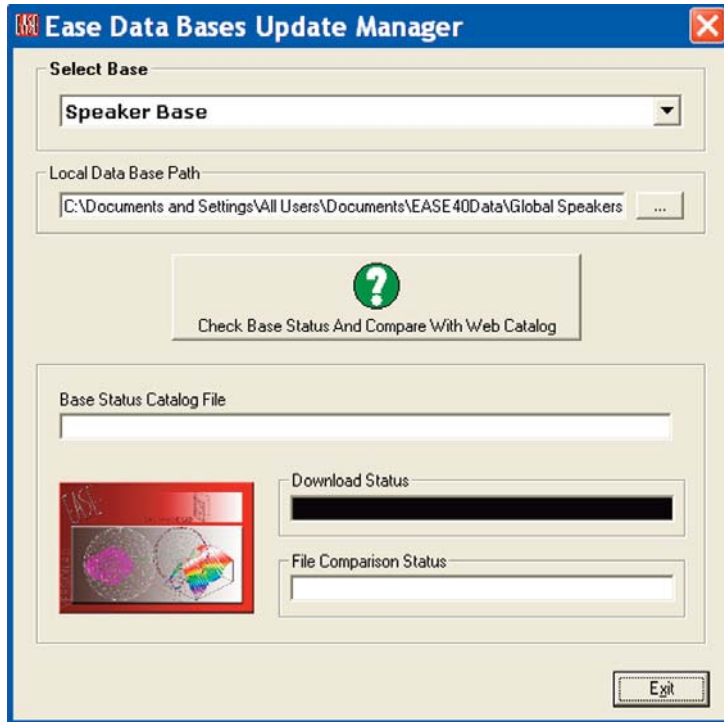 EASE Ease Data Bases Update Manager
Select Base
Speaker Base
Local Data Base Path
C:\Documents and Settings\All Users\Documents\EASE40Data\Global Speakers ...
Check Base Status And Compare With Web Catalog
Base Status Catalog File
EASE
Download Status
File Comparison Status
Exit